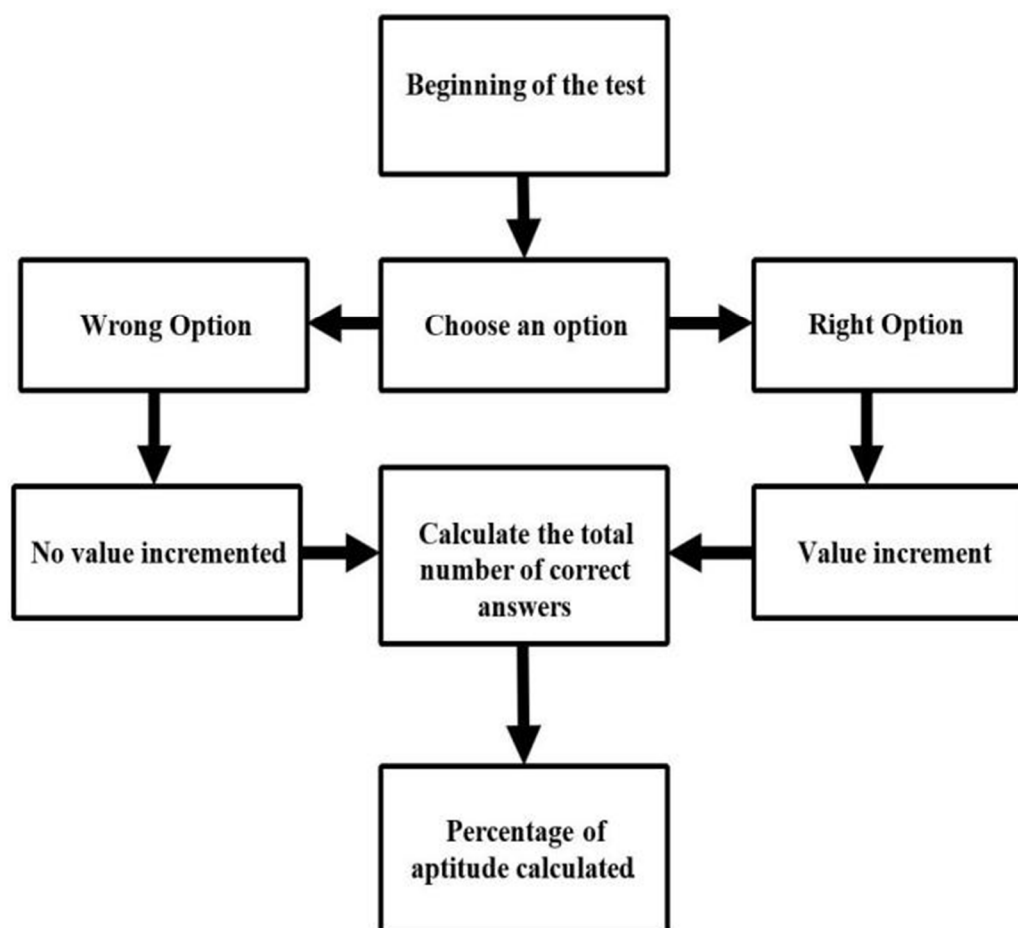 Beginning of the test
Wrong Option
Choose an option
Right Option
No value incremented
Calculate the total
number of correct
answers
Value increment
Percentage of
aptitude calculated